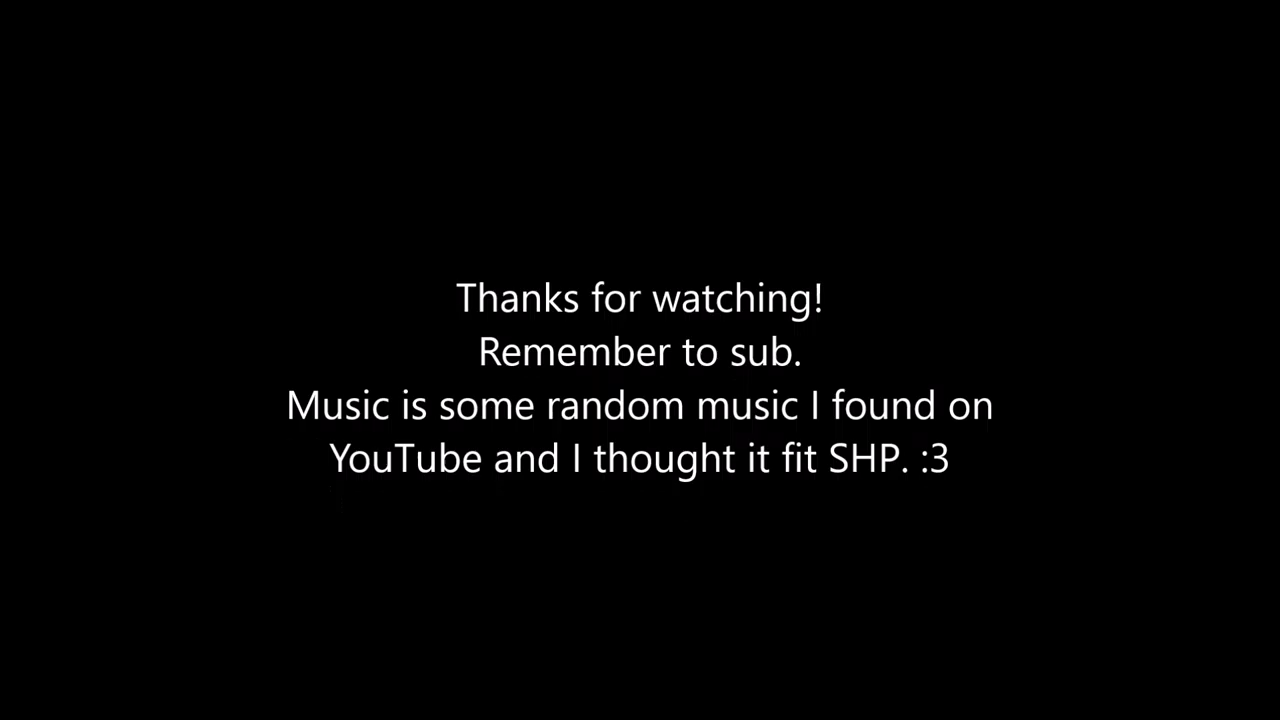 Thanks for watching!
Remember to sub.
Music is some random music I found on
YouTube and I thought it fit SHP. :3